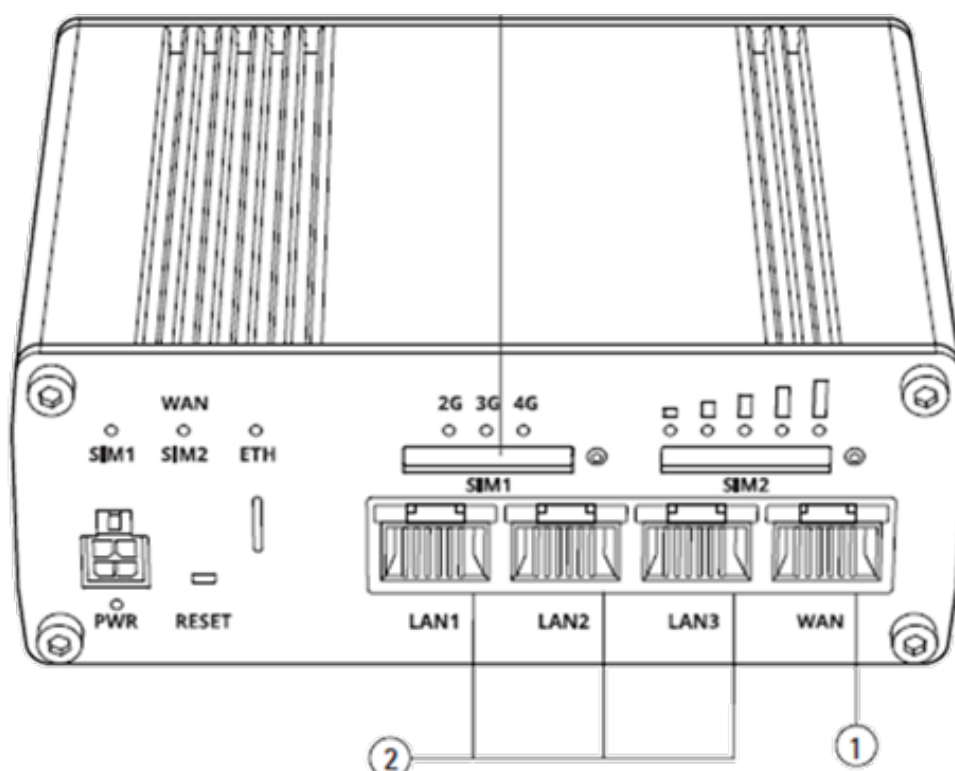 WAN
2G 3G 4G
SIM1 SIM2 ETH
SIM1 SIM2
LAN1 LAN2 LAN3 WAN
PWR RESET
2 1